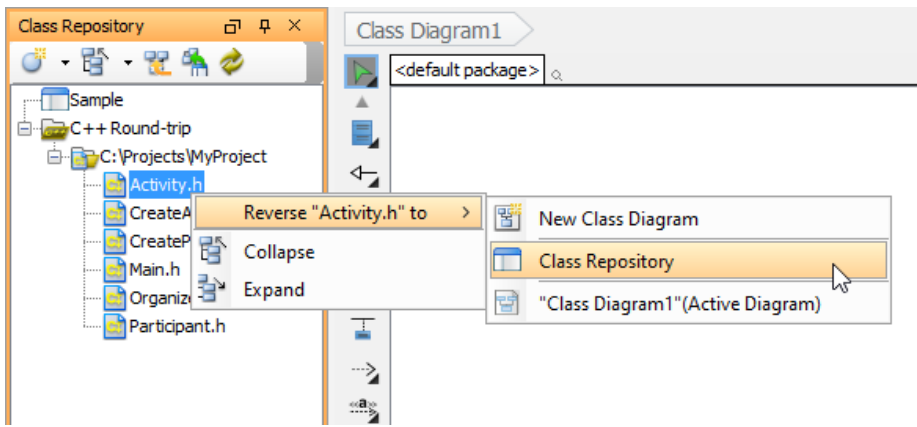 Class Repository
Class Diagram1
<default package>
Sample
C++ Round-trip
C:\Projects\MyProject
Activity.h
Reverse "Activity.h" to
New Class Diagram
CreateA
CreateP
Collapse
Class Repository
Main.h
Expand
Organize
"Class Diagram1"(Active Diagram)
Participant.h
«a»